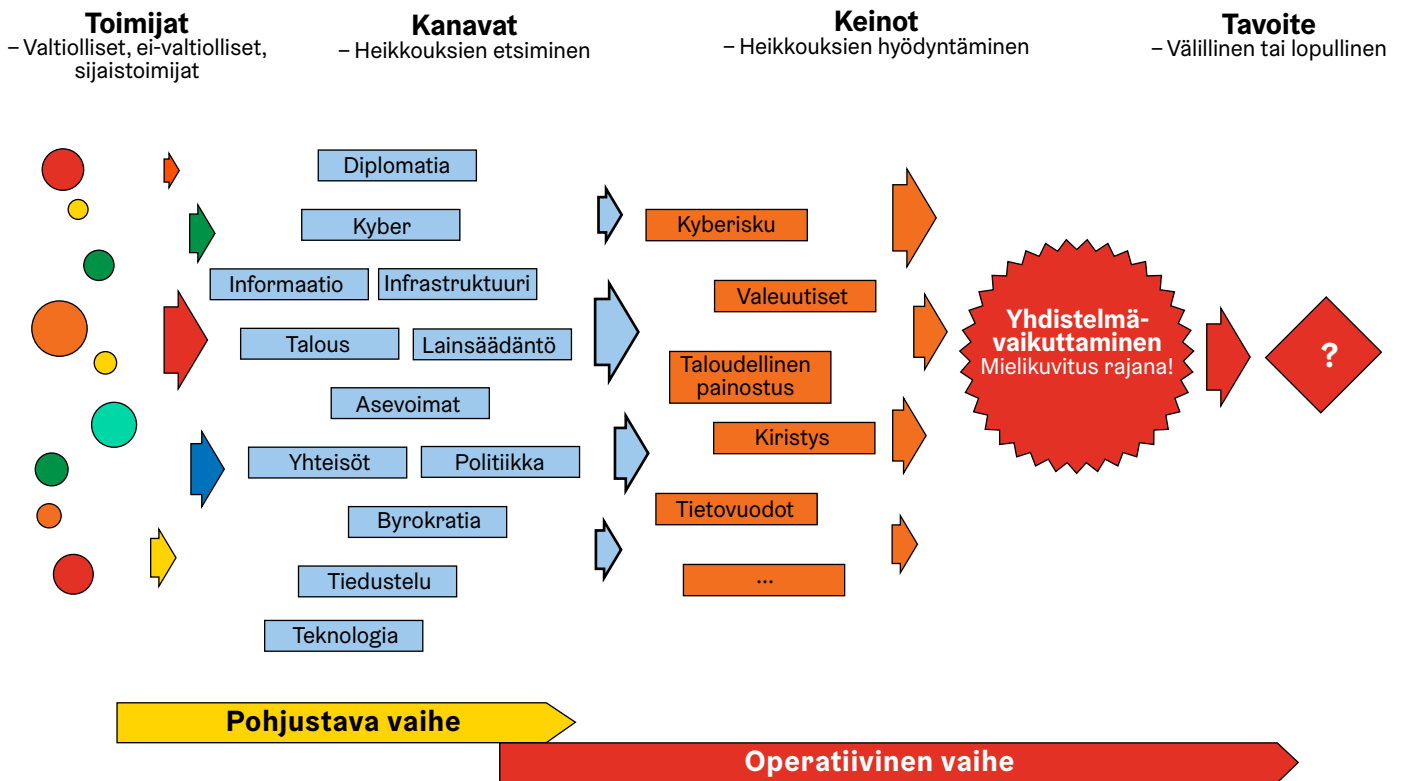 Toimijat
– Valtiolliset, ei-valtiolliset,
sijaistoimijat
Kanavat
– Heikkouksien etsiminen
Keinot
– Heikkouksien hyödyntäminen
Tavoite
– Välillinen tai lopullinen
Diplomatia
Kyber
Informaatio
Infrastruktuuri
Talous
Lainsäädäntö
Asevoimat
Yhteisöt
Politiikka
Byrokratia
Tiedustelu
Teknologia
Kyberisku
Valeuutiset
Taloudellinen
painostus
Kiristys
Tietovuodot
...
Yhdistelmä-
vaikuttaminen
Mielikuvitus rajana!
?
Pohjustava vaihe
Operatiivinen vaihe